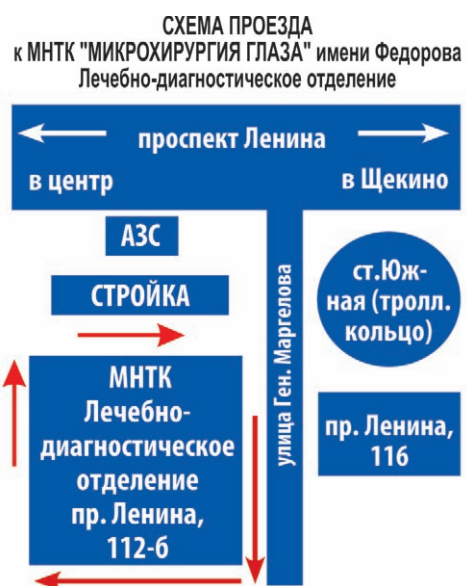 СХЕМА ПРОЕЗДА
к МНТК "МИКРОХИРУРГИЯ ГЛАЗА" имени Федорова
Лечебно-диагностическое отделение
проспект Ленина
в центр
в Щекино
АЗС
СТРОЙКА
улица Ген. Маргелова
ст.Юж-
ная (тролл.
кольцо)
МНТК
Лечебно-
диагностическое
отделение
пр. Ленина,
112-б
пр. Ленина,
116